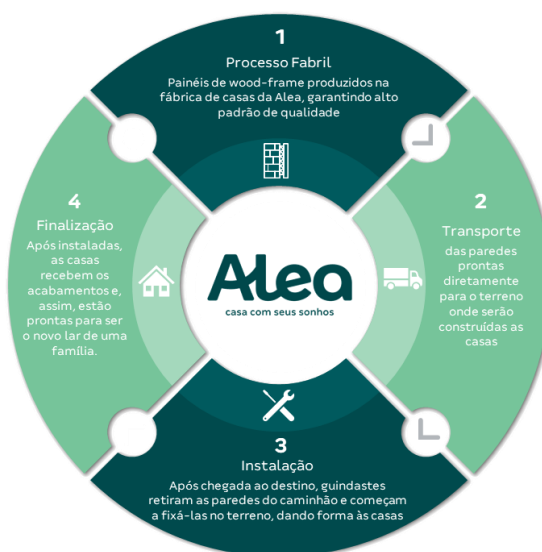 1
Processo Fabril
Painéis de wood-frame produzidos na
fábrica de casas da Alea, garantindo alto
padrão de qualidade
2
Transporte
das paredes
prontas
diretamente
para o terreno
onde serão
construídas as
casas
3
Instalação
Após chegada ao destino, guindastes
retiram as paredes do caminhão e começam
a fixá-las no terreno, dando forma às casas
4
Finalização
Após instaladas,
as casas
recebem os
acabamentos e,
assim, estão
prontas para ser
o novo lar de uma
família.
Alea
casa com seus sonhos